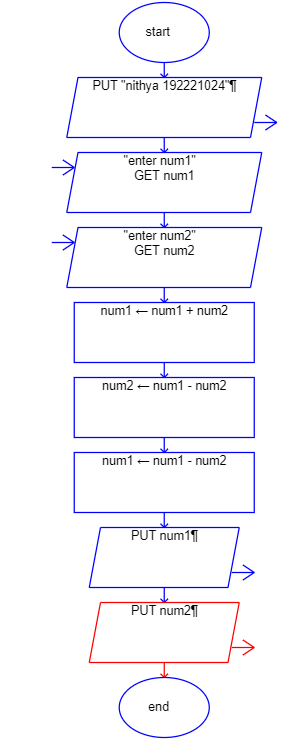 start
PUT "nithya 192221024"¶
"enter num1"
GET num1
"enter num2"
GET num2
num1 ← num1 + num2
num2 ← num1 - num2
num1 ← num1 - num2
PUT num1¶
PUT num2¶
end